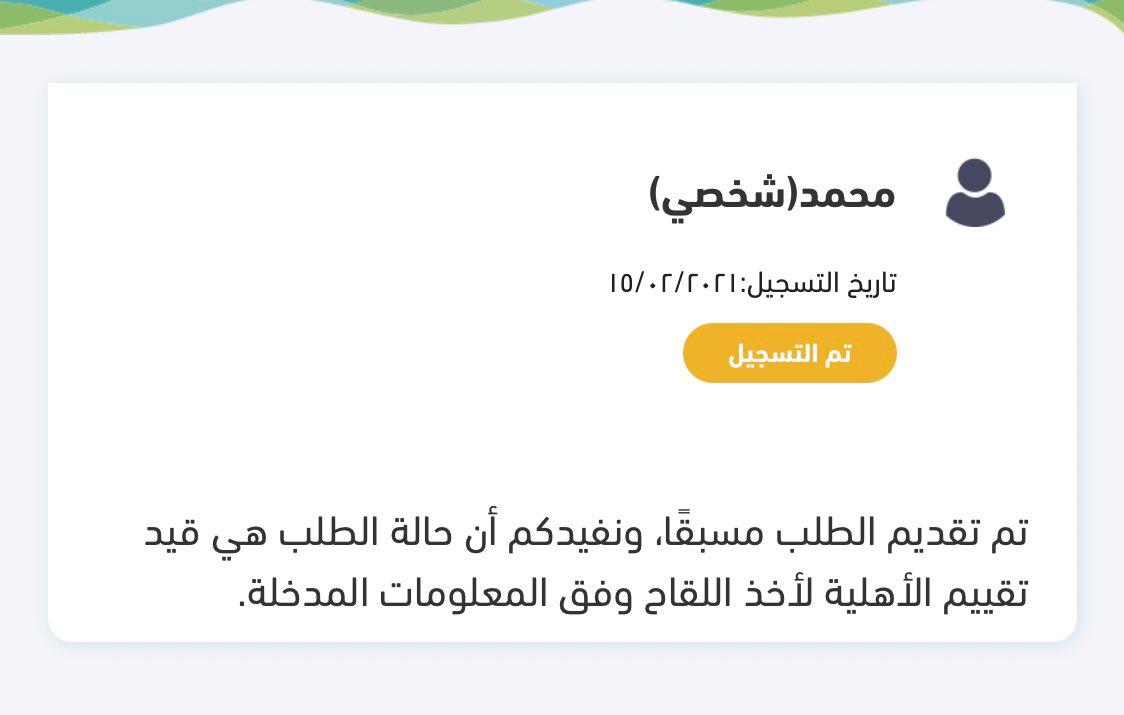 محمد(شخصي)
تاريخ التسجيل:١٥/٠٢/٢٠٢١
تم التسجيل
تم تقديم الطلب مسبقًا، ونفيدكم أن حالة الطلب هي قيد
تقييم الأهلية لأخذ اللقاح وفق المعلومات المدخلة.